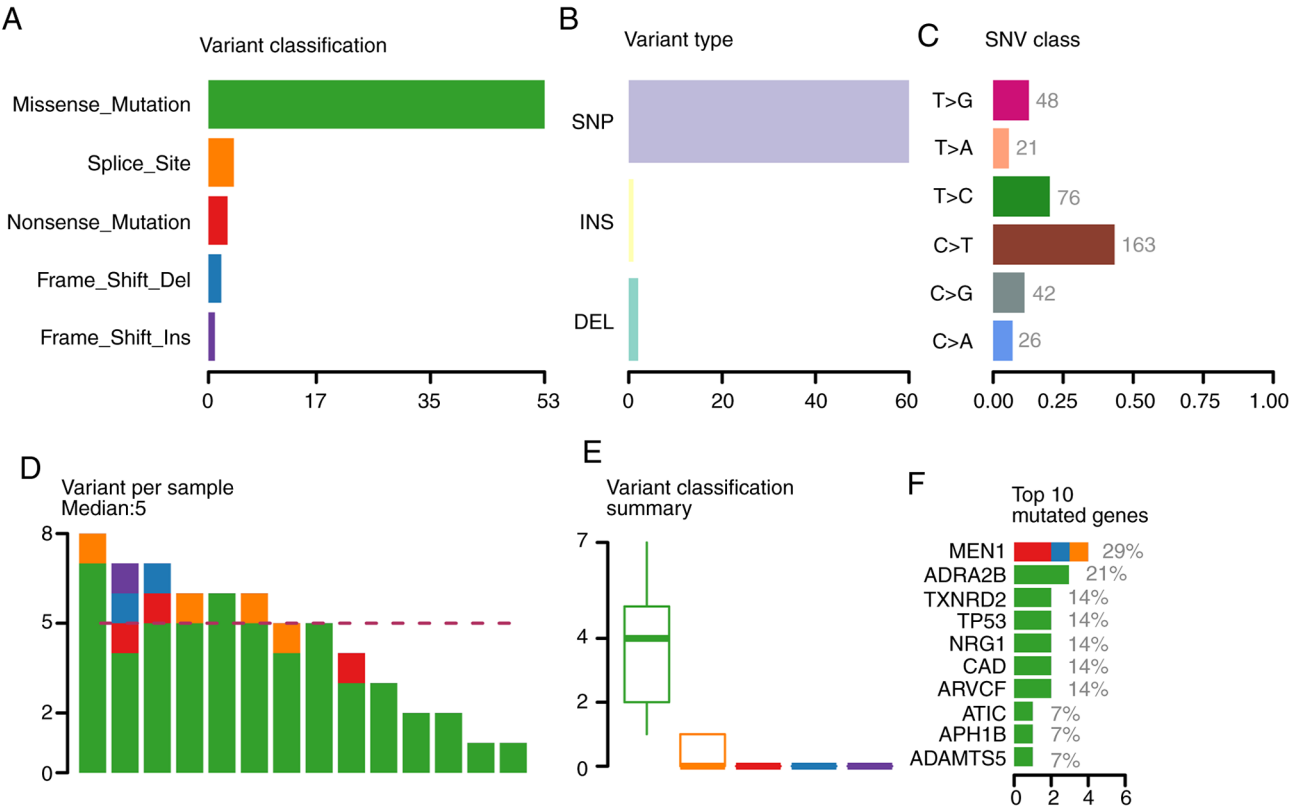 A
Variant classification
Missense_Mutation
Splice_Site
Nonsense_Mutation
Frame_Shift_Del
Frame_Shift_Ins
0 17 35 53
B
Variant type
SNP
INS
DEL
0 20 40 60
C
SNV class
T>G 48
T>A 21
T>C 76
C>T 163
C>G 42
C>A 26
0.00 0.25 0.50 0.75 1.00
D
Variant per sample
Median:5
8
5
2
0
E
Variant classification
summary
7
4
2
0
F
Top 10
mutated genes
MEN1 29%
ADRA2B 21%
TXNRD2 14%
TP53 14%
NRG1 14%
CAD 14%
ARVCF 14%
ATIC 7%
APH1B 7%
ADAMTS5 7%
0 2 4 6